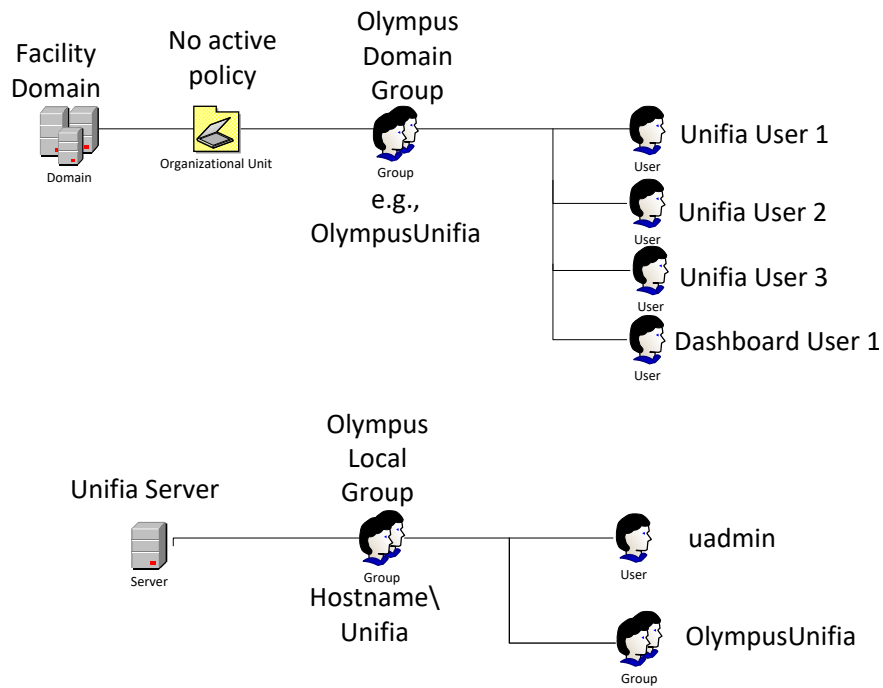 Facility
Domain
Domain
No active
policy
Organizational Unit
Olympus
Domain
Group
Group
e.g.,
OlympusUnifia
Unifia User 1
User
Unifia User 2
User
Unifia User 3
User
Dashboard User 1
User
Unifia Server
Server
Olympus
Local
Group
Group
Hostname\
Unifia
uadmin
User
OlympusUnifia
Group